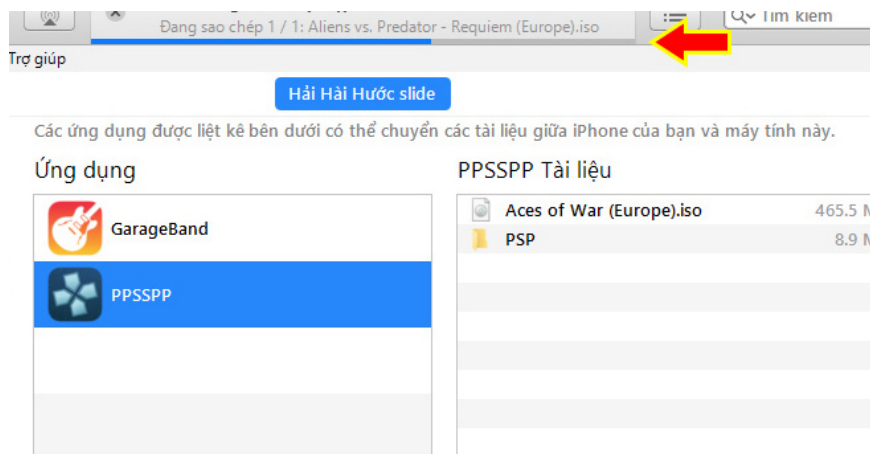 Đang sao chép 1 / 1: Aliens vs. Predator - Requiem (Europe).iso
Tìm kiếm
Trợ giúp
Hải Hài Hước slide
Các ứng dụng được liệt kê bên dưới có thể chuyển các tài liệu giữa iPhone của bạn và máy tính này.
Ứng dụng
PPSSPP Tài liệu
GarageBand
PPSSPP
Aces of War (Europe).iso 465.5 M
PSP 8.9 M